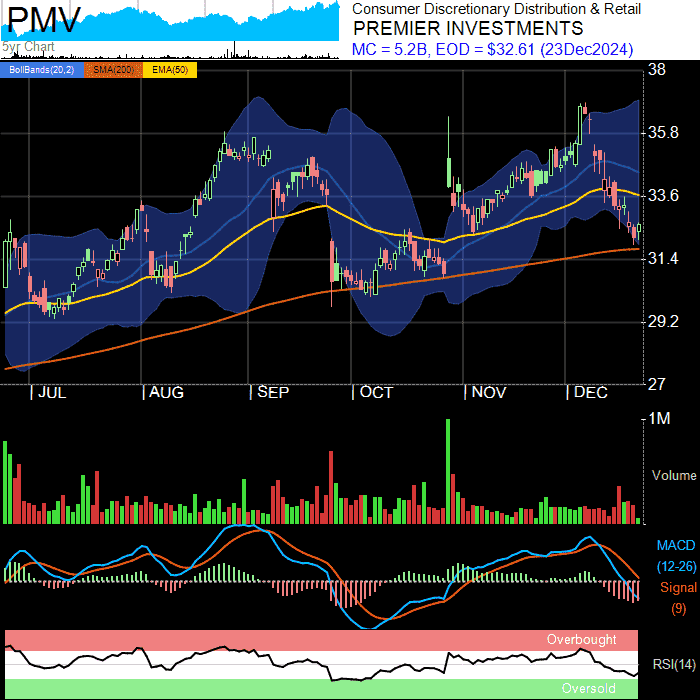 PMV
Consumer Discretionary Distribution & Retail
PREMIER INVESTMENTS
5yr Chart
MC = 5.2B, EOD = $32.61 (23Dec2024)
BollBands(20,2) SMA(200) EMA(50)
38
35.8
33.6
31.4
29.2
27
JUL AUG SEP OCT NOV DEC
1M
Volume
MACD
(12-26)
Signal
(9)
Overbought
RSI(14)
Oversold